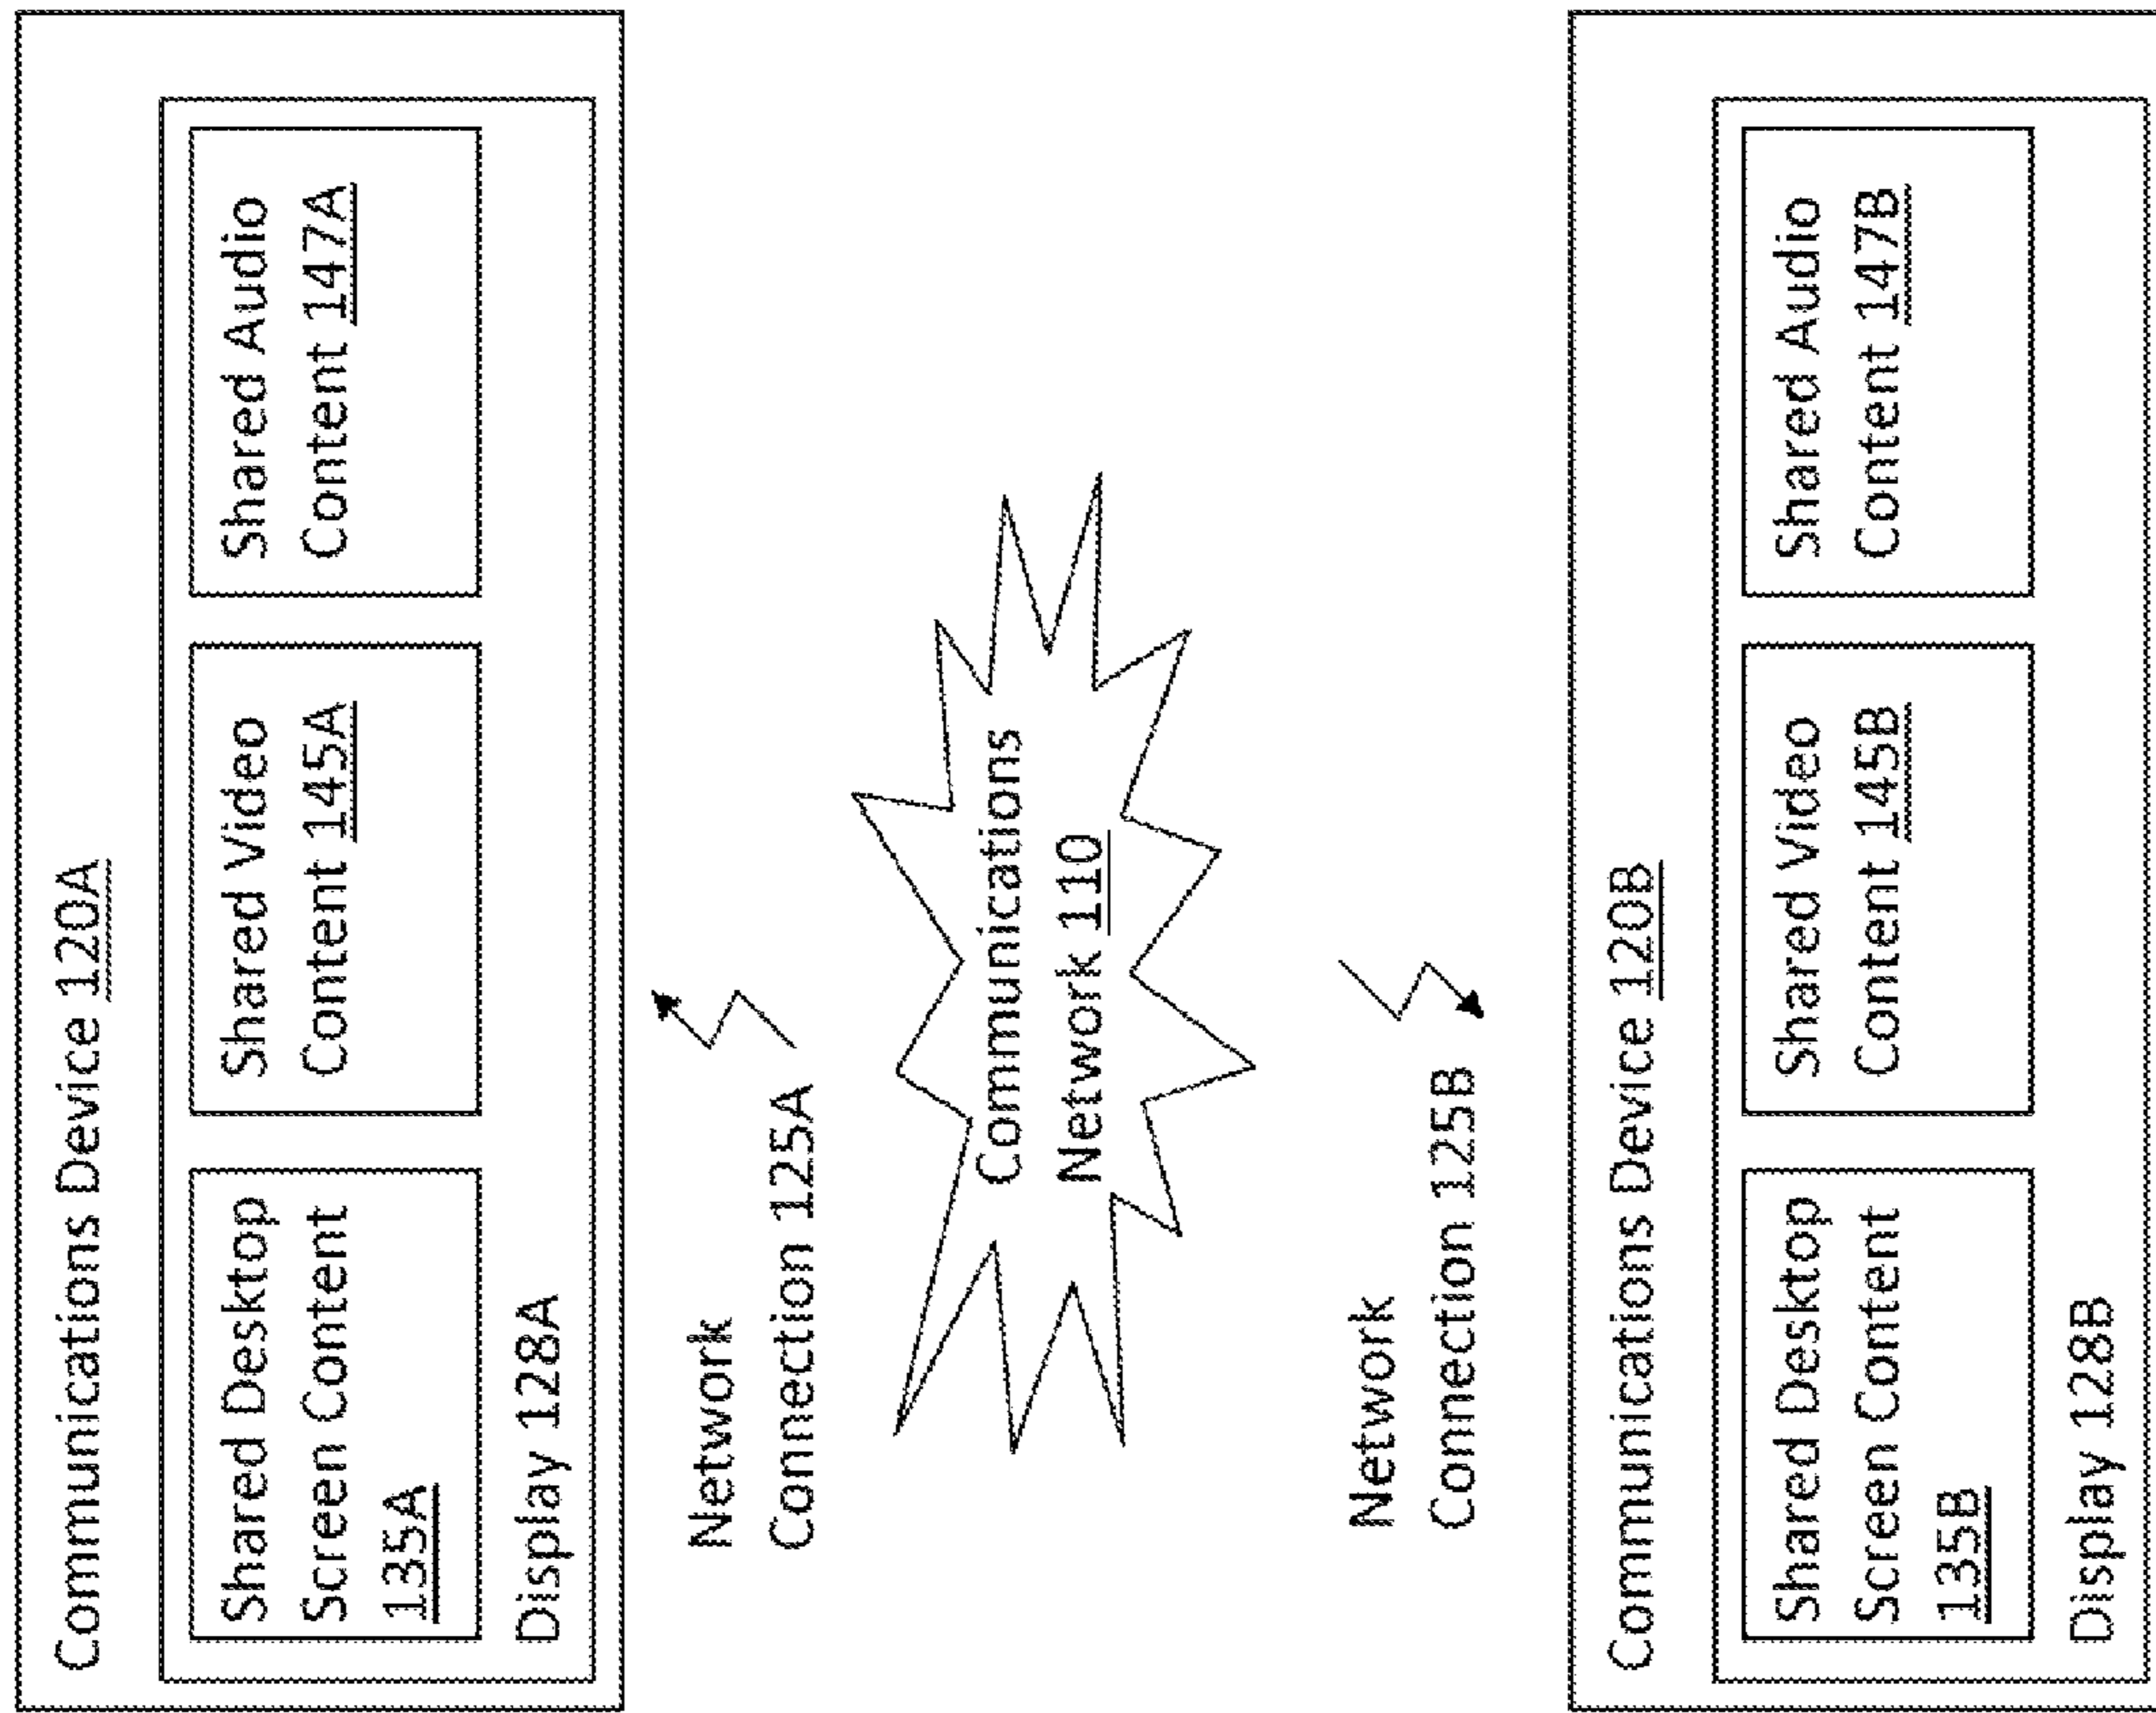 Communications Device 120A
Shared Desktop
Screen Content
135A
Shared Video
Content 145A
Shared Audio
Content 147A
Display 128A
Network
Connection 125A
Communications
Network 110
Network
Connection 125B
Communications Device 120B
Shared Desktop
Screen Content
135B
Shared Video
Content 145B
Shared Audio
Content 147B
Display 128B